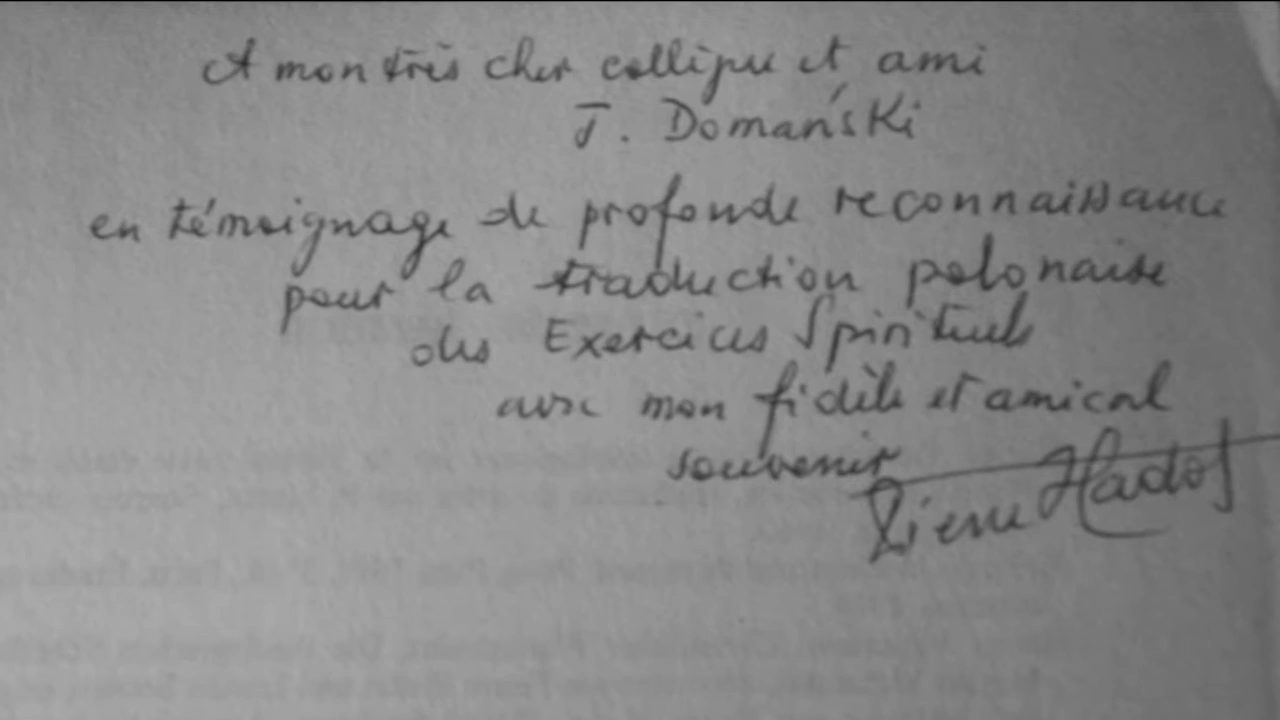 A mon très cher collègue et ami
J. Domański
en témoignage de profonde reconnaissance
pour la traduction polonaise
des Exercices Spirituels
avec mon fidèle et amical
souvenir
Pierre Hadot